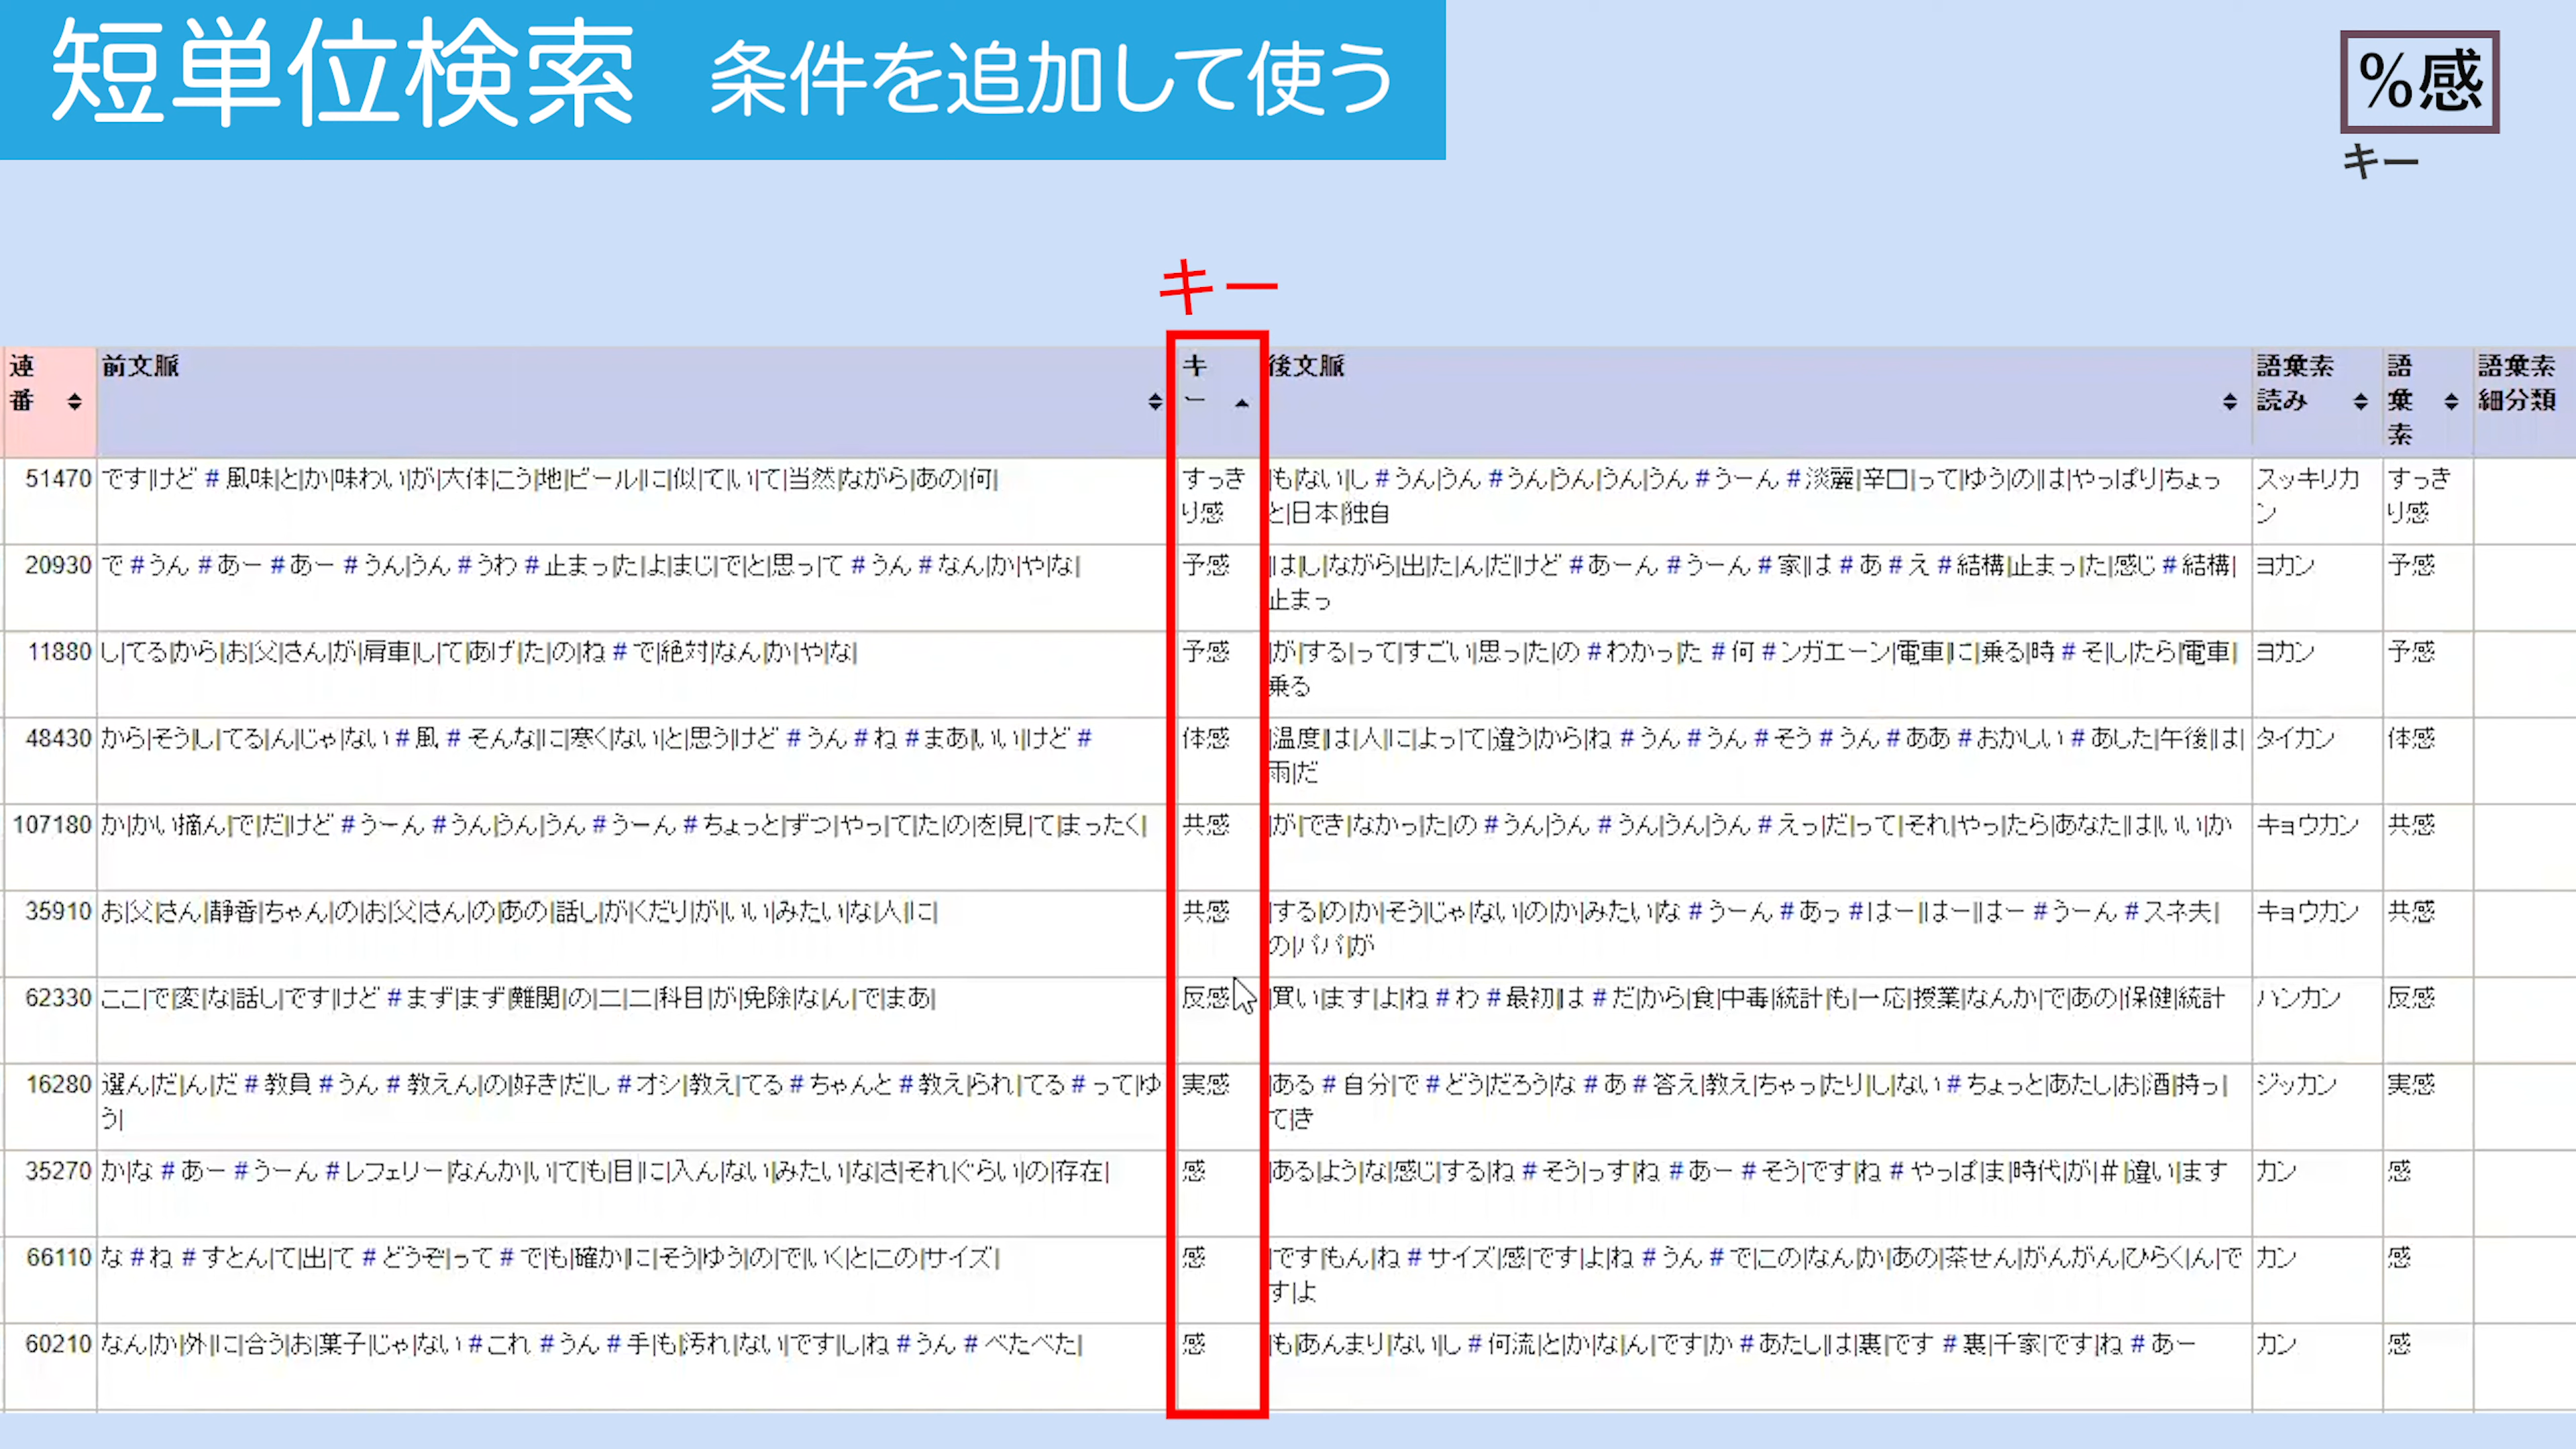 短単位検索 条件を追加して使う
%感
キー
キー
連番 前文脈 キー 後文脈 語彙素読み 語彙素 語彙素細分類
51470 です|けど # 風味|と|か|味わい|が|大体|こう|地|ビール|に|似|て|い|て|当然|ながら|あの|何| すっきり感 |も|ない|し # うん|うん # うん|うん|うん|うん # うーん # 淡麗|辛口|って|ゆう|の|は|やっぱり|ちょっと|日本|独自 スッキリカン すっきり感
20930 で # うん # あー # あー # うん|うん # うわ # 止まっ|た|よ|まじ|で|と|思っ|て # うん # なん|か|や|な| 予感 |は|し|ながら|出|た|ん|だ|けど # あーん # うーん # 家|は # あ # え # 結構|止まっ|た|感じ # 結構|止まっ ヨカン 予感
11880 し|てる|から|お|父|さん|が|肩車|し|て|あげ|た|の|ね # で|絶対|なん|か|や|な| 予感 |が|する|って|すごい|思っ|た|の # わかっ|た # 何 # ンガエーン|電車|に|乗る|時 # そ|し|たら|電車|乗る ヨカン 予感
48430 から|そう|し|てる|ん|じゃ|ない # 風 # そんな|に|寒く|ない|と|思う|けど # うん # ね # まあ|いい|けど # 体感 |温度|は|人|に|よっ|て|違う|から|ね # うん # うん # そう # うん # ああ # おかしい # あした|午後|は|雨|だ タイカン 体感
107180 か|かい|摘ん|で|だ|けど # うーん # うん|うん|うん # うーん # ちょっと|ずつ|やっ|て|た|の|を|見|て|まったく| 共感 |が|でき|なかっ|た|の # うん|うん # うん|うん|うん # えっ|だ|って|それ|やっ|たら|あなた|は|いい|か キョウカン 共感
35910 お|父|さん|静香|ちゃん|の|お|父|さん|の|あの|話し|が|くだり|が|いい|みたい|な|人|に| 共感 |する|の|か|そう|じゃ|ない|の|か|みたい|な # うーん # あっ # はー|はー|はー # うーん # スネ夫|の|パパ|が キョウカン 共感
62330 ここ|で|変|な|話し|です|けど # まず|まず|難関|の|二|二|科目|が|免除|な|ん|で|まあ| 反感 |買い|ます|よ|ね # わ # 最初|は # だ|から|食|中毒|統計|も|一応|授業|なんか|で|あの|保健|統計 ハンカン 反感
16280 選ん|だ|ん|だ # 教員 # うん # 教えん|の|好き|だ|し # オシ|教え|てる # ちゃんと # 教え|られ|てる # って|ゆう| 実感 |ある # 自分|で # どう|だろう|な # あ # 答え|教え|ちゃっ|たり|し|ない # ちょっと|あたし|お|酒|持っ|て|き ジッカン 実感
35270 か|な # あー # うーん # レフェリー|なんか|い|て|も|目|に|入ん|ない|みたい|な|さ|それ|ぐらい|の|存在| 感 |ある|よう|な|感じ|する|ね # そう|っす|ね # あー # そう|です|ね # やっぱ|ま|時代|が|#|違い|ます カン 感
66110 な # ね # すとん|て|出|て # どうぞ|って # で|も|確か|に|そう|ゆう|の|で|いく|と|この|サイズ| 感 |です|もん|ね # サイズ|感|です|よ|ね # うん # で|この|なん|か|あの|茶せん|がんがん|ひらく|ん|です|よ カン 感
60210 なん|か|外|に|合う|お|菓子|じゃ|ない # これ # うん # 手|も|汚れ|ない|です|し|ね # うん # べたべた| 感 |も|あんまり|ない|し # 何流|と|か|な|ん|です|か # あたし|は|裏|です # 裏|千家|です|ね # あー カン 感